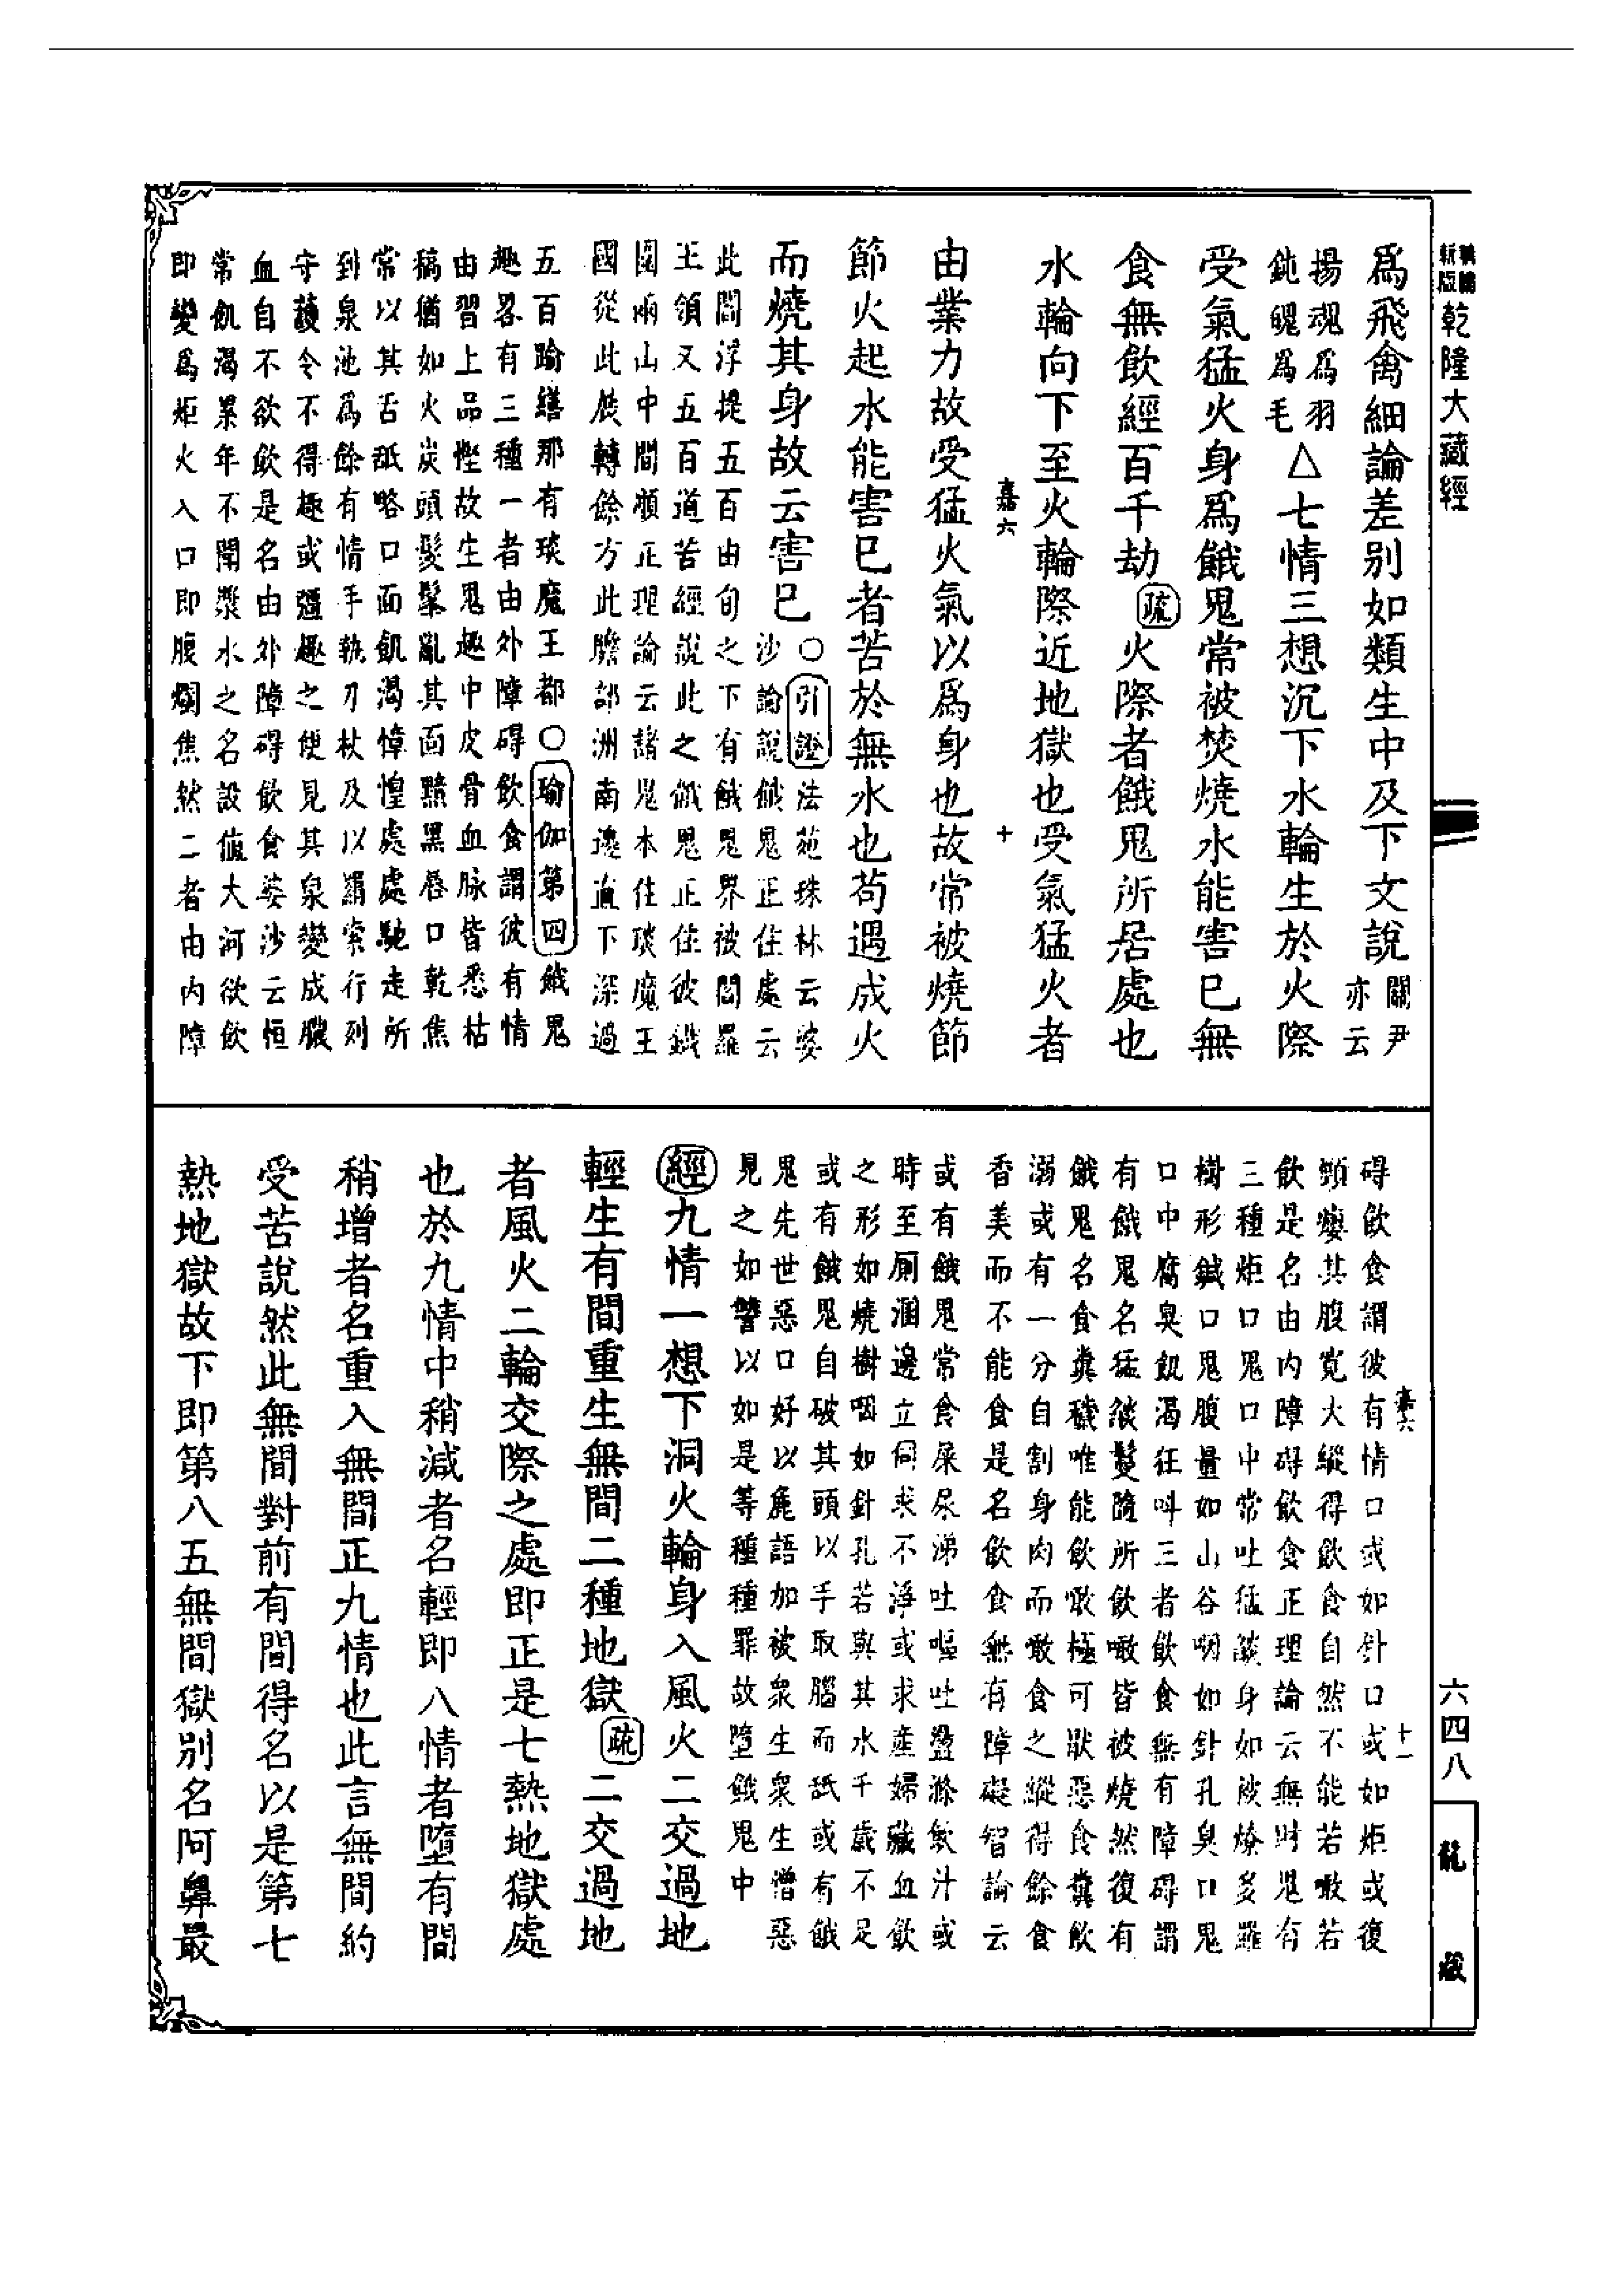 乾隆大藏經
為飛禽細論差別如類生中及下文說關尹亦云
揚魂為羽鈍魄為毛△七情三想沉下水輪生於火際
受氣猛火身為餓鬼常被焚燒水能害已無
食無飲經百千劫疏火際者餓鬼所居處也
水輪向下至火輪際近地獄也受氣猛火者
嘉六 十
由業力故受猛火氣以為身也故常被燒節
節火起水能害已者苦於無水也苟遇成火
而燒其身故云害已○引證法苑珠林云婆
沙論說餓鬼正住處云
此閻浮提五百由旬之下有餓鬼界被閻羅
王領又五百道苦經說此之餓鬼正住彼鐵
圍兩山中間順正理論云諸鬼本住琰魔王
國從此展轉餘方此贍部洲南邊直下深過
五百踰繕那有琰魔王都○瑜伽第四餓鬼
趣畧有三種一者由外障碍飲食謂彼有情
由習上品慳故生鬼趣中皮骨血脉皆悉枯
稿猶如火炭頭髮髼亂其面黯黑唇口乾焦
常以其舌舐略口面飢渴慞惶處處馳走所
到泉池為餘有情手執刀杖及以羂索行列
守護令不得趣或彊趣之便見其泉變成膿
血自不欲飲是名由外障碍飲食婆沙云恒
常飢渴累年不聞漿水之名設值大河欲飲
即變為炬火入口即腹爛焦然二者由內障
嘉六 十一
碍飲食謂彼有情口或如針口或如炬或復
頸癭其腹寬大縱得飲食自然不能若噉若
飲是名由內障碍飲食正理論云無財鬼有
三種炬口鬼口中常吐猛燄身如被燎多羅
樹形鍼口鬼腹量如山谷咽如針孔臭口鬼
口中腐臭飢渴狂叫三者飲食無有障碍謂
有餓鬼名猛燄鬘隨所飲噉皆被燒然復有
餓鬼名食糞穢唯能飲噉極可猒惡食糞飲
溺或有一分自割身肉而噉食之縱得餘食
香美而不能食是名飲食無有障礙智論云
或有餓鬼常食屎尿涕吐嘔吐盪滌飲汁或
時至廁溷邊立伺求不淨或求產婦藏血飲
之形如燒樹咽如針孔若與其水千歲不足
或有餓鬼自破其頭以手取腦而舐或有餓
鬼先世惡口好以麁語加被眾生眾生憎惡
見之如讐以如是等種種罪故墮餓鬼中
經九情一想下洞火輪身入風火二交過地
輕生有間重生無間二種地獄疏二交過地
者風火二輪交際之處即正是七熱地獄處
也於九情中稍減者名輕即八情者墮有間
稍增者名重入無間正九情也此言無間約
受苦說然此無間對前有間得名以是第七
熱地獄故下即第八五無間獄別名阿鼻最
六四八
龍藏